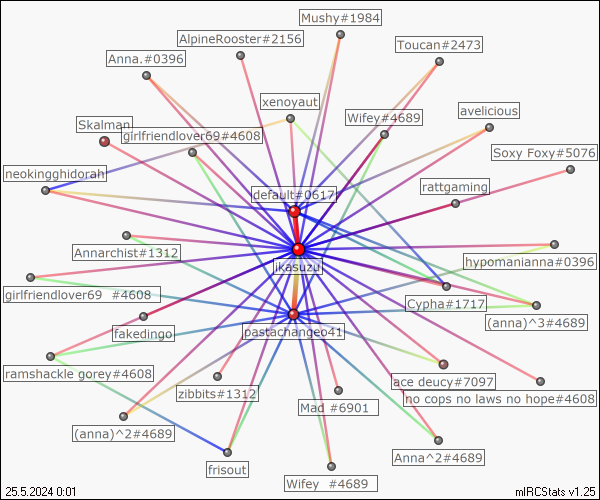 Mushy#1984
AlpineRooster#2156
Toucan#2473
Anna.#0396
xenoyaut
avelicious
Wifey#4689
Skalman
girlfriendlover69#4608
Soxy Foxy#5076
neokingghidorah
rattgaming
default#0617
Annarchist#1312
hypomanianna#0396
ikasuzu
girlfriendlover69 #4608
Cypha#1717
(anna)^3#4689
fakedingo
pastachangeo41
ramshackle gorey#4608
ace deucy#7097
zibbits#1312
no cops no laws no hope#4608
Mad #6901
(anna)^2#4689
Anna^2#4689
frisout
Wifey #4689
25.5.2024 0:01
mIRCStats v1.25